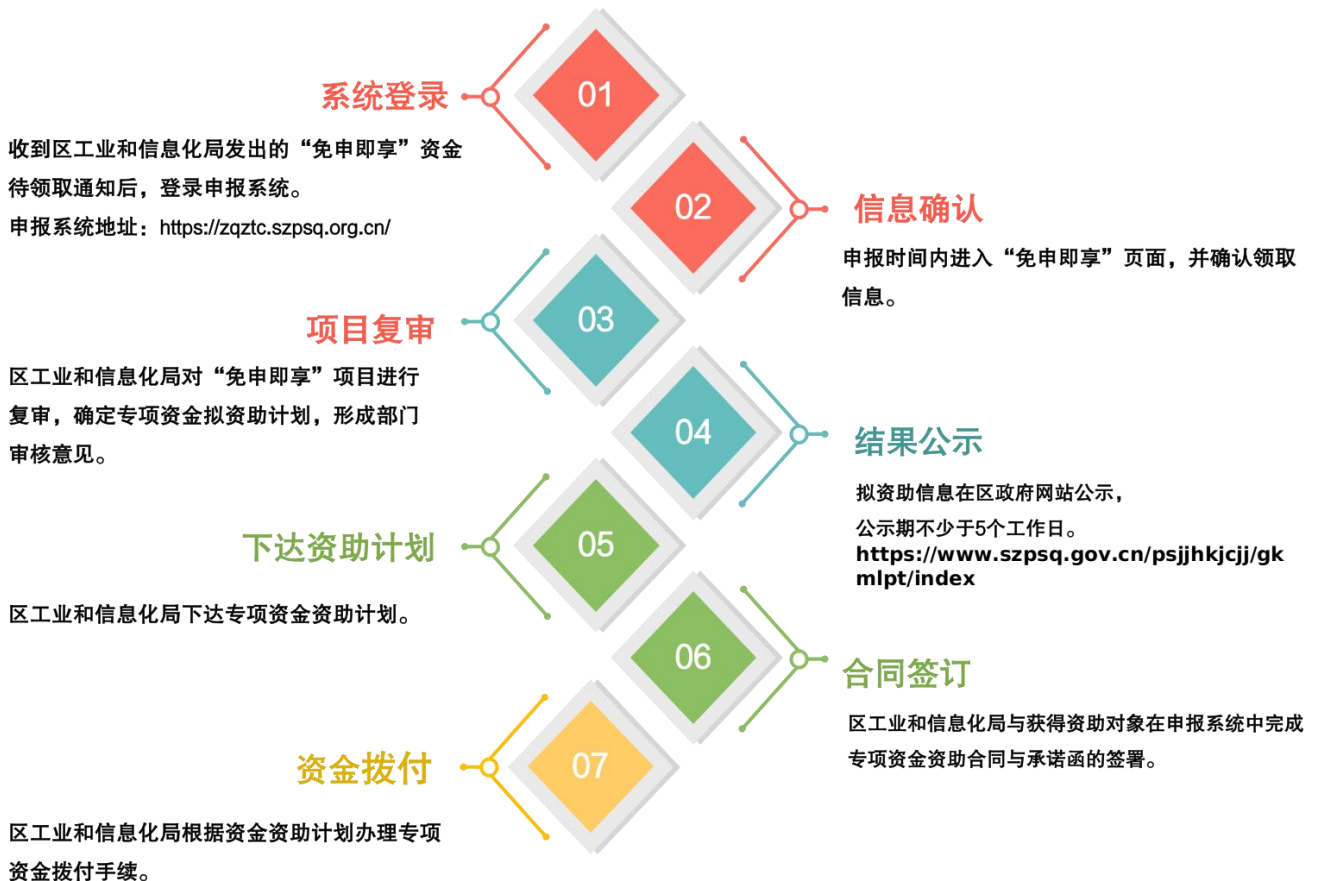 01
系统登录
收到区工业和信息化局发出的“免申即享”资金
待领取通知后，登录申报系统。
申报系统地址：https://zqztc.szpsq.org.cn/
02
信息确认
申报时间内进入“免申即享”页面，并确认领取
信息。
03
项目复审
区工业和信息化局对“免申即享”项目进行
复审，确定专项资金拟资助计划，形成部门
审核意见。
04
结果公示
拟资助信息在区政府网站公示，
公示期不少于5个工作日。
https://www.szpsq.gov.cn/psjjhkjcjj/gk
mlpt/index
05
下达资助计划
区工业和信息化局下达专项资金资助计划。
06
合同签订
区工业和信息化局与获得资助对象在申报系统中完成
专项资金资助合同与承诺函的签署。
07
资金拨付
区工业和信息化局根据资金资助计划办理专项
资金拨付手续。